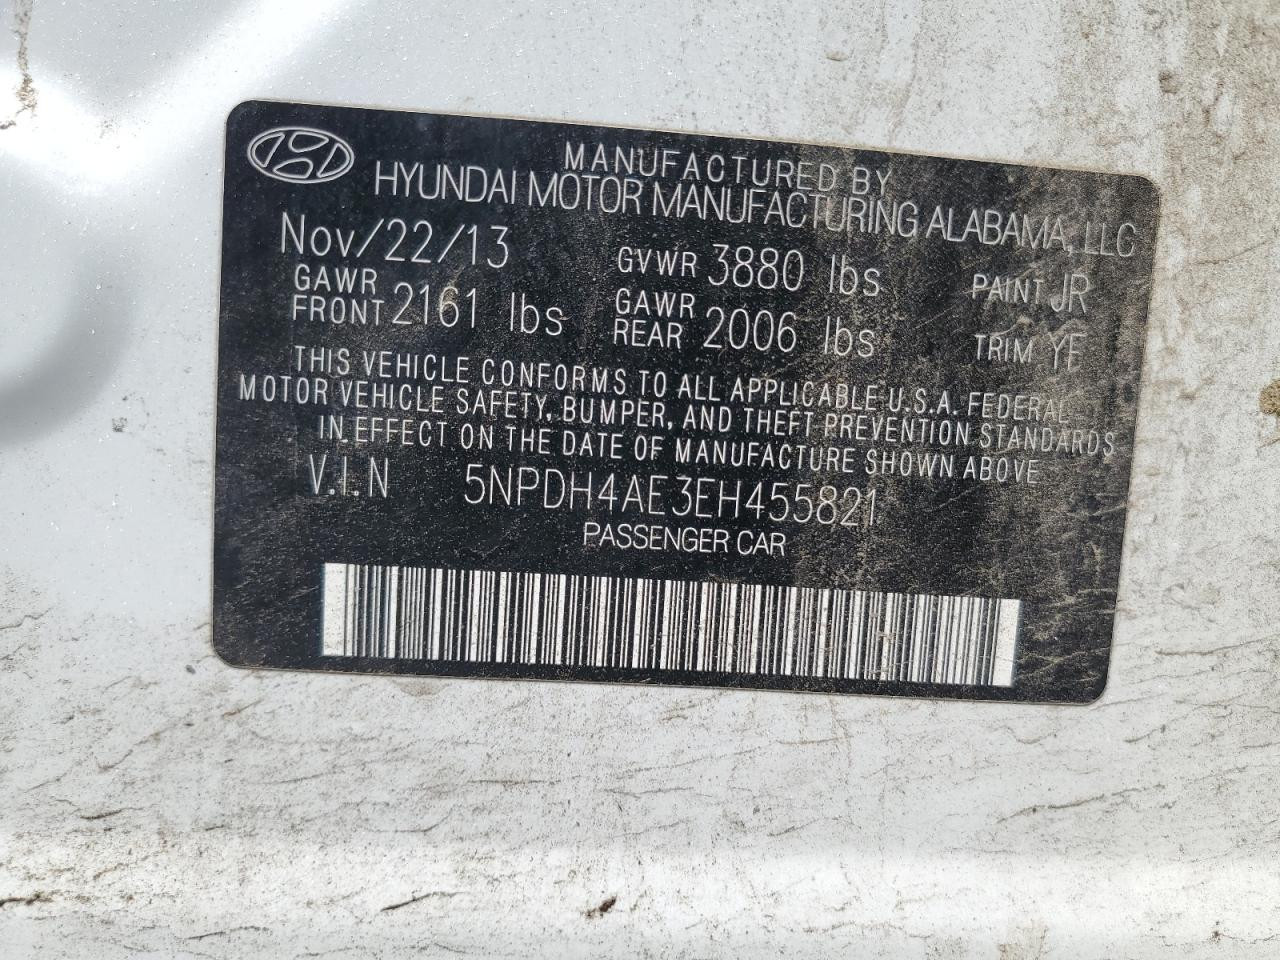 MANUFACTURED BY
HYUNDAI MOTOR MANUFACTURING ALABAMA, LLC
Nov/22/13 GVWR 3880 lbs PAINT JR
GAWR FRONT 2161 lbs GAWR REAR 2006 lbs TRIM YF
THIS VEHICLE CONFORMS TO ALL APPLICABLE U.S.A. FEDERAL
MOTOR VEHICLE SAFETY, BUMPER, AND THEFT PREVENTION STANDARDS
IN EFFECT ON THE DATE OF MANUFACTURE SHOWN ABOVE
V.I.N 5NPDH4AE3EH455821
PASSENGER CAR